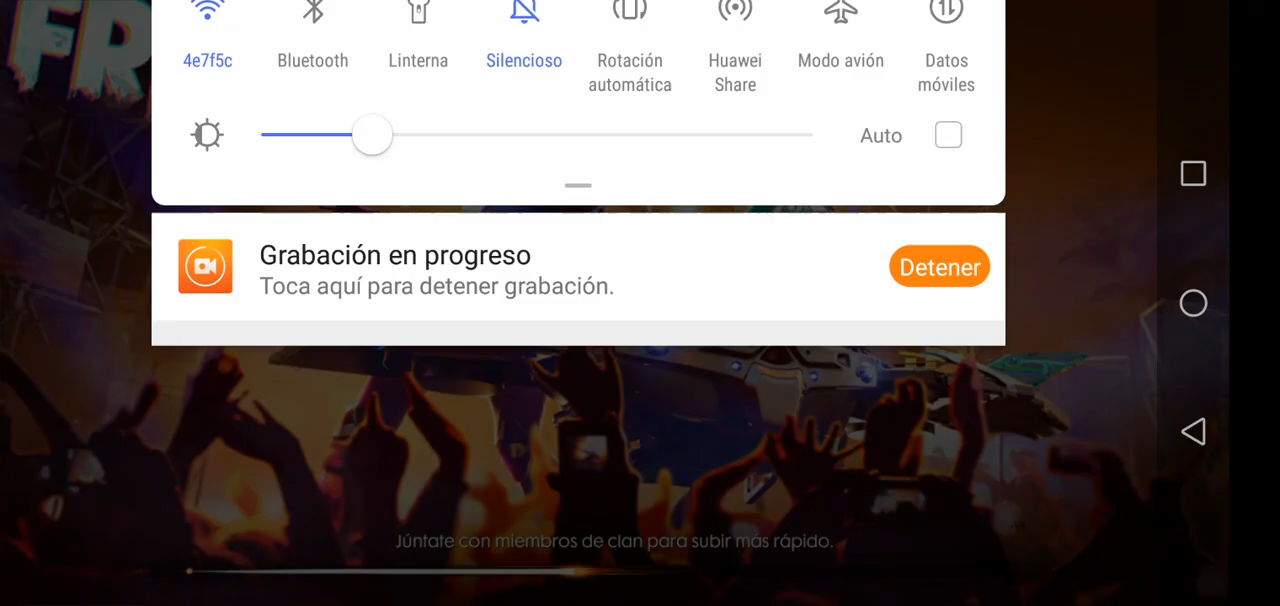 FR
4e7f5c
Bluetooth
Linterna
Silencioso
Rotación
automática
Huawei
Share
Modo avión
Datos
móviles
Auto
Grabación en progreso
Toca aquí para detener grabación.
Detener
Júntate con miembros de clan para subir más rápido.